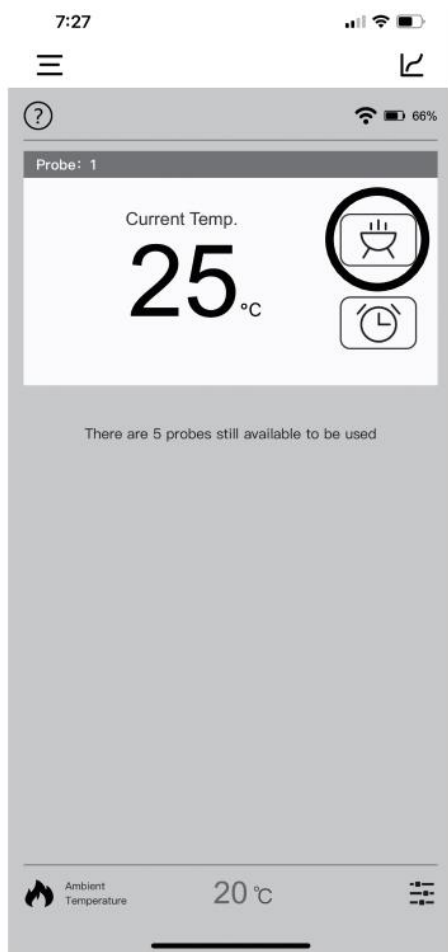 7:27
?
66%
Probe: 1
Current Temp.
25 °C
There are 5 probes still available to be used
Ambient
Temperature
20 °C